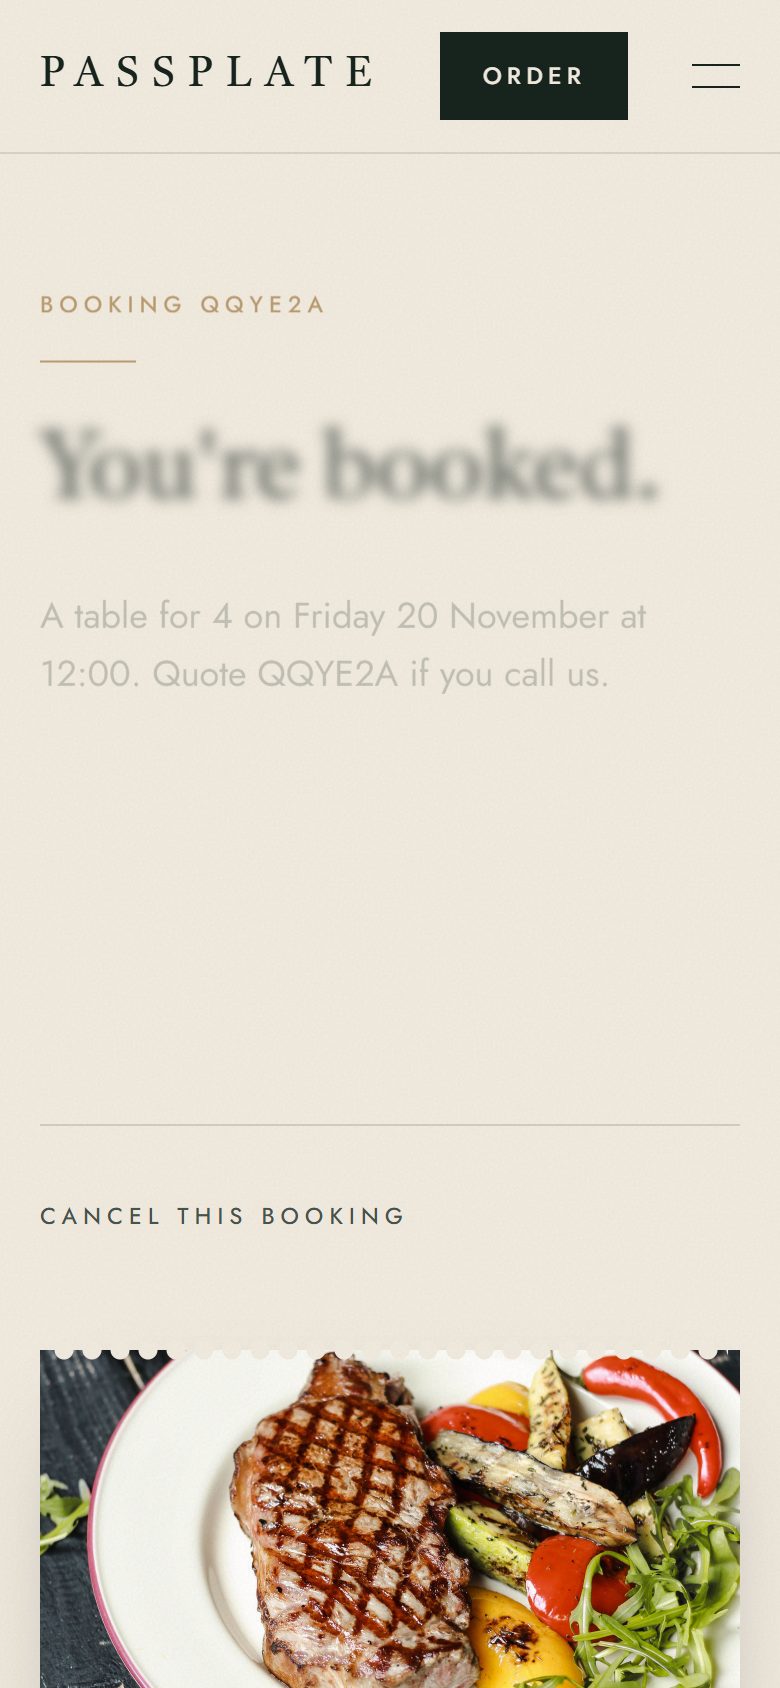 PASSPLATE
ORDER
BOOKING QQYE2A
You're booked.
A table for 4 on Friday 20 November at
12:00. Quote QQYE2A if you call us.
CANCEL THIS BOOKING